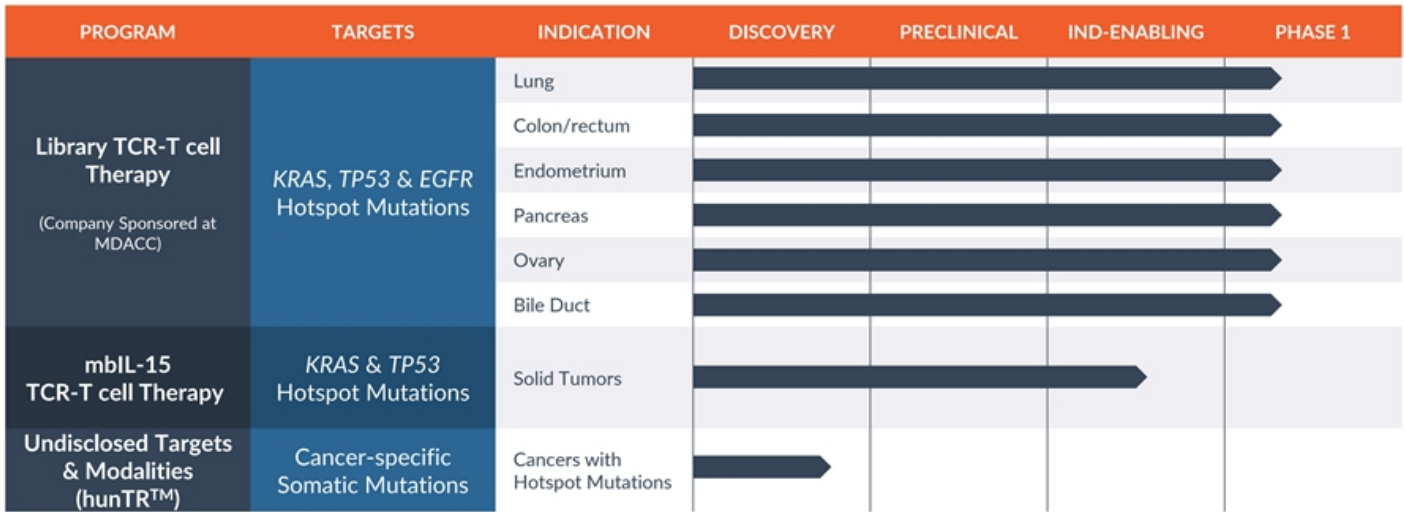 PROGRAM TARGETS INDICATION DISCOVERY PRECLINICAL IND-ENABLING PHASE 1
Library TCR-T cell
Therapy
(Company Sponsored at
MDACC)
KRAS, TP53 & EGFR
Hotspot Mutations
Lung
Colon/rectum
Endometrium
Pancreas
Ovary
Bile Duct
mbIL-15
TCR-T cell Therapy
KRAS & TP53
Hotspot Mutations
Solid Tumors
Undisclosed Targets
& Modalities
(hunTR™)
Cancer-specific
Somatic Mutations
Cancers with
Hotspot Mutations